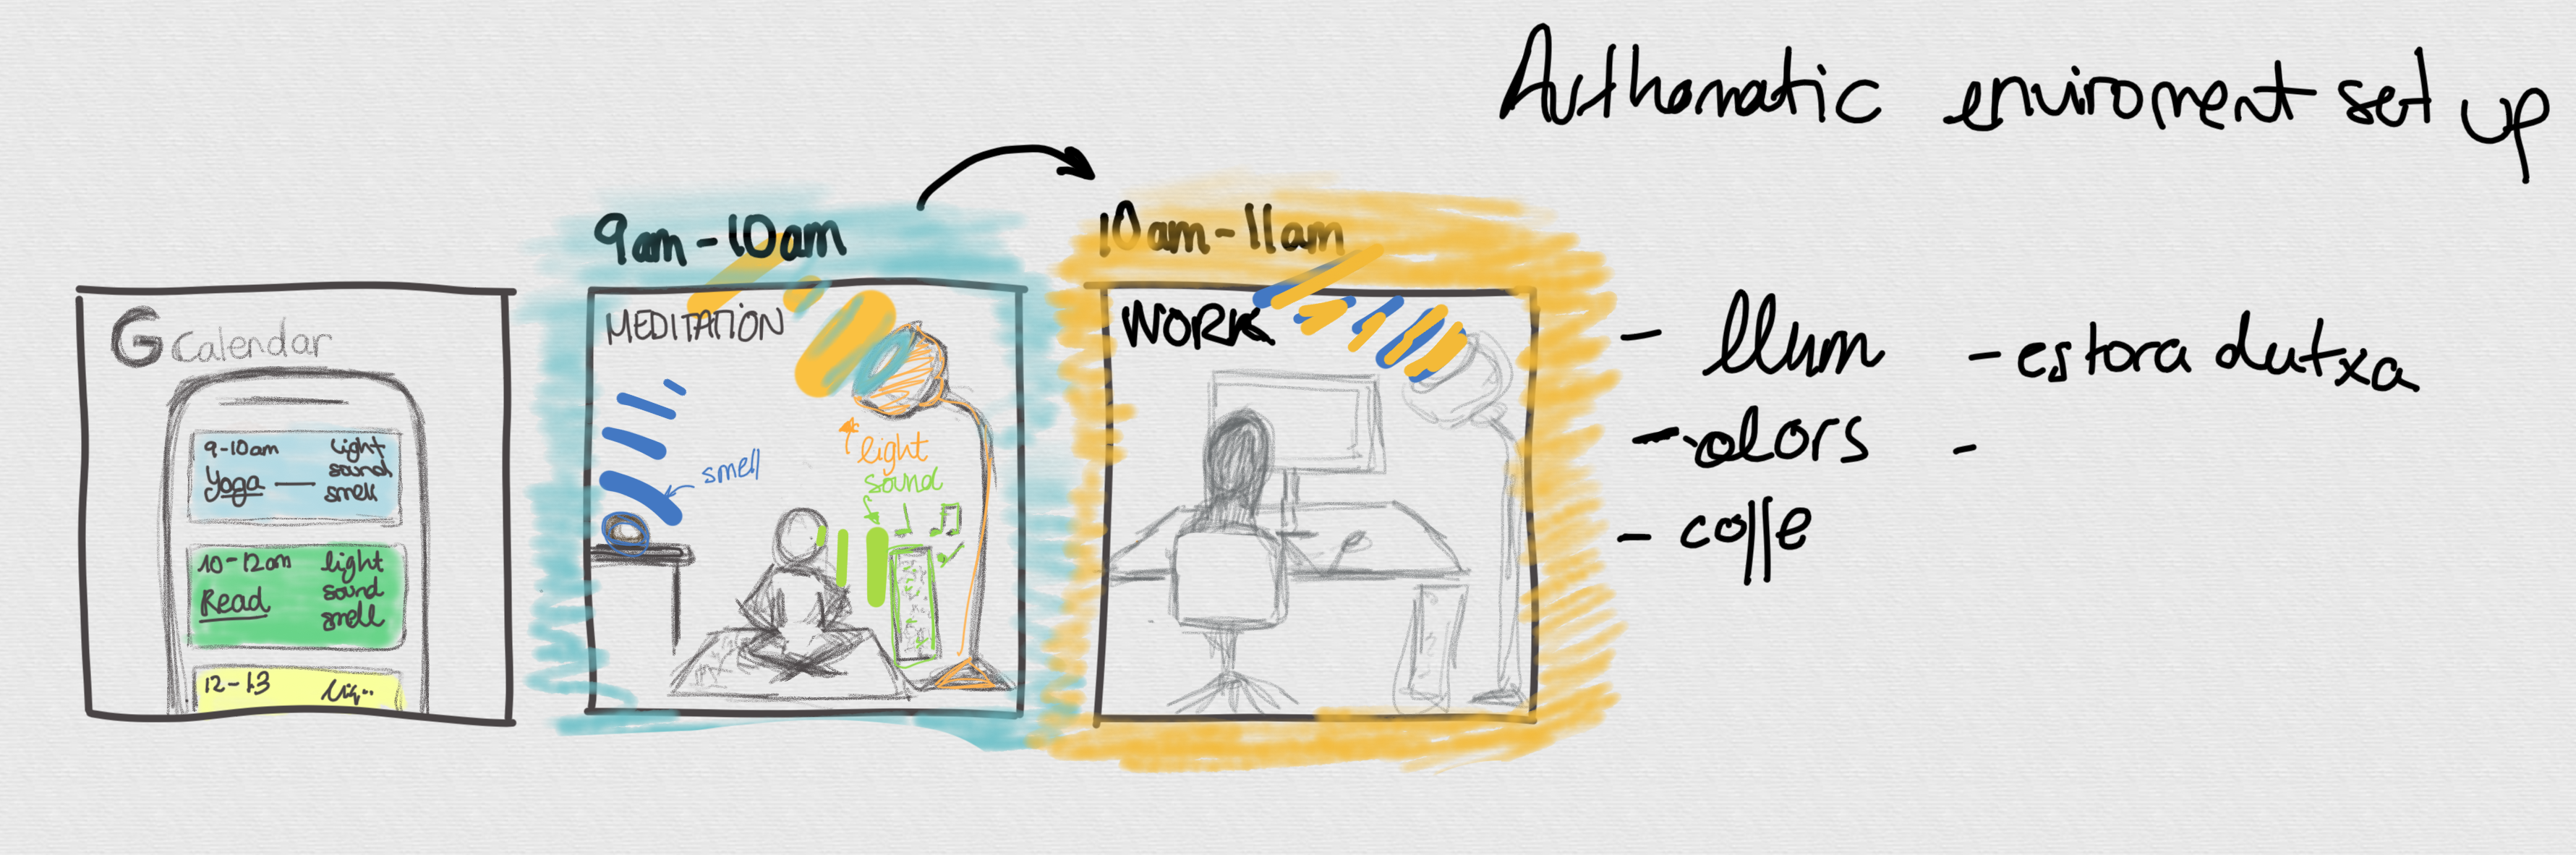 Authomatic enviroment set up
G Calendar
9-10am light
sound
Yoga — smell
10-12am light
Read sound
smell
12-13 lig..
9am-10am
MEDITATION
smell
light
sound
10am-11am
WORK
- llum
- olors
- coffe
- estora dutxa
-